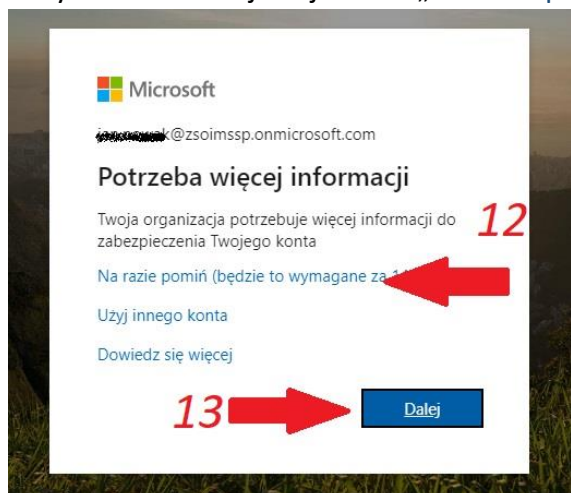 Microsoft
@zsoimssp.onmicrosoft.com
Potrzeba więcej informacji
Twoja organizacja potrzebuje więcej informacji do
12
zabezpieczenia Twojego konta
Na razie pomiń (będzie to wymagane za
Użyj innego konta
Dowiedz się więcej
13
Dalej